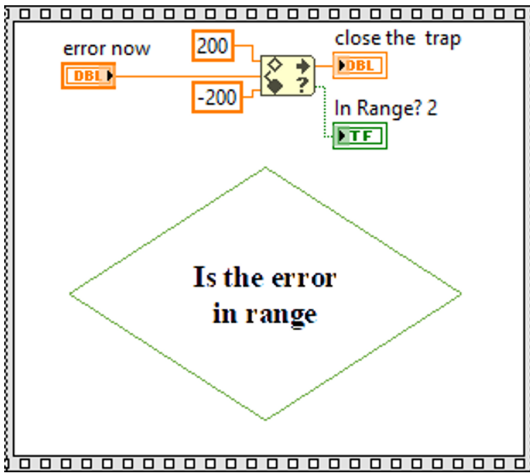 error now
DBL
200
-200
?
close the trap
DBL
In Range? 2
TF
Is the error
in range